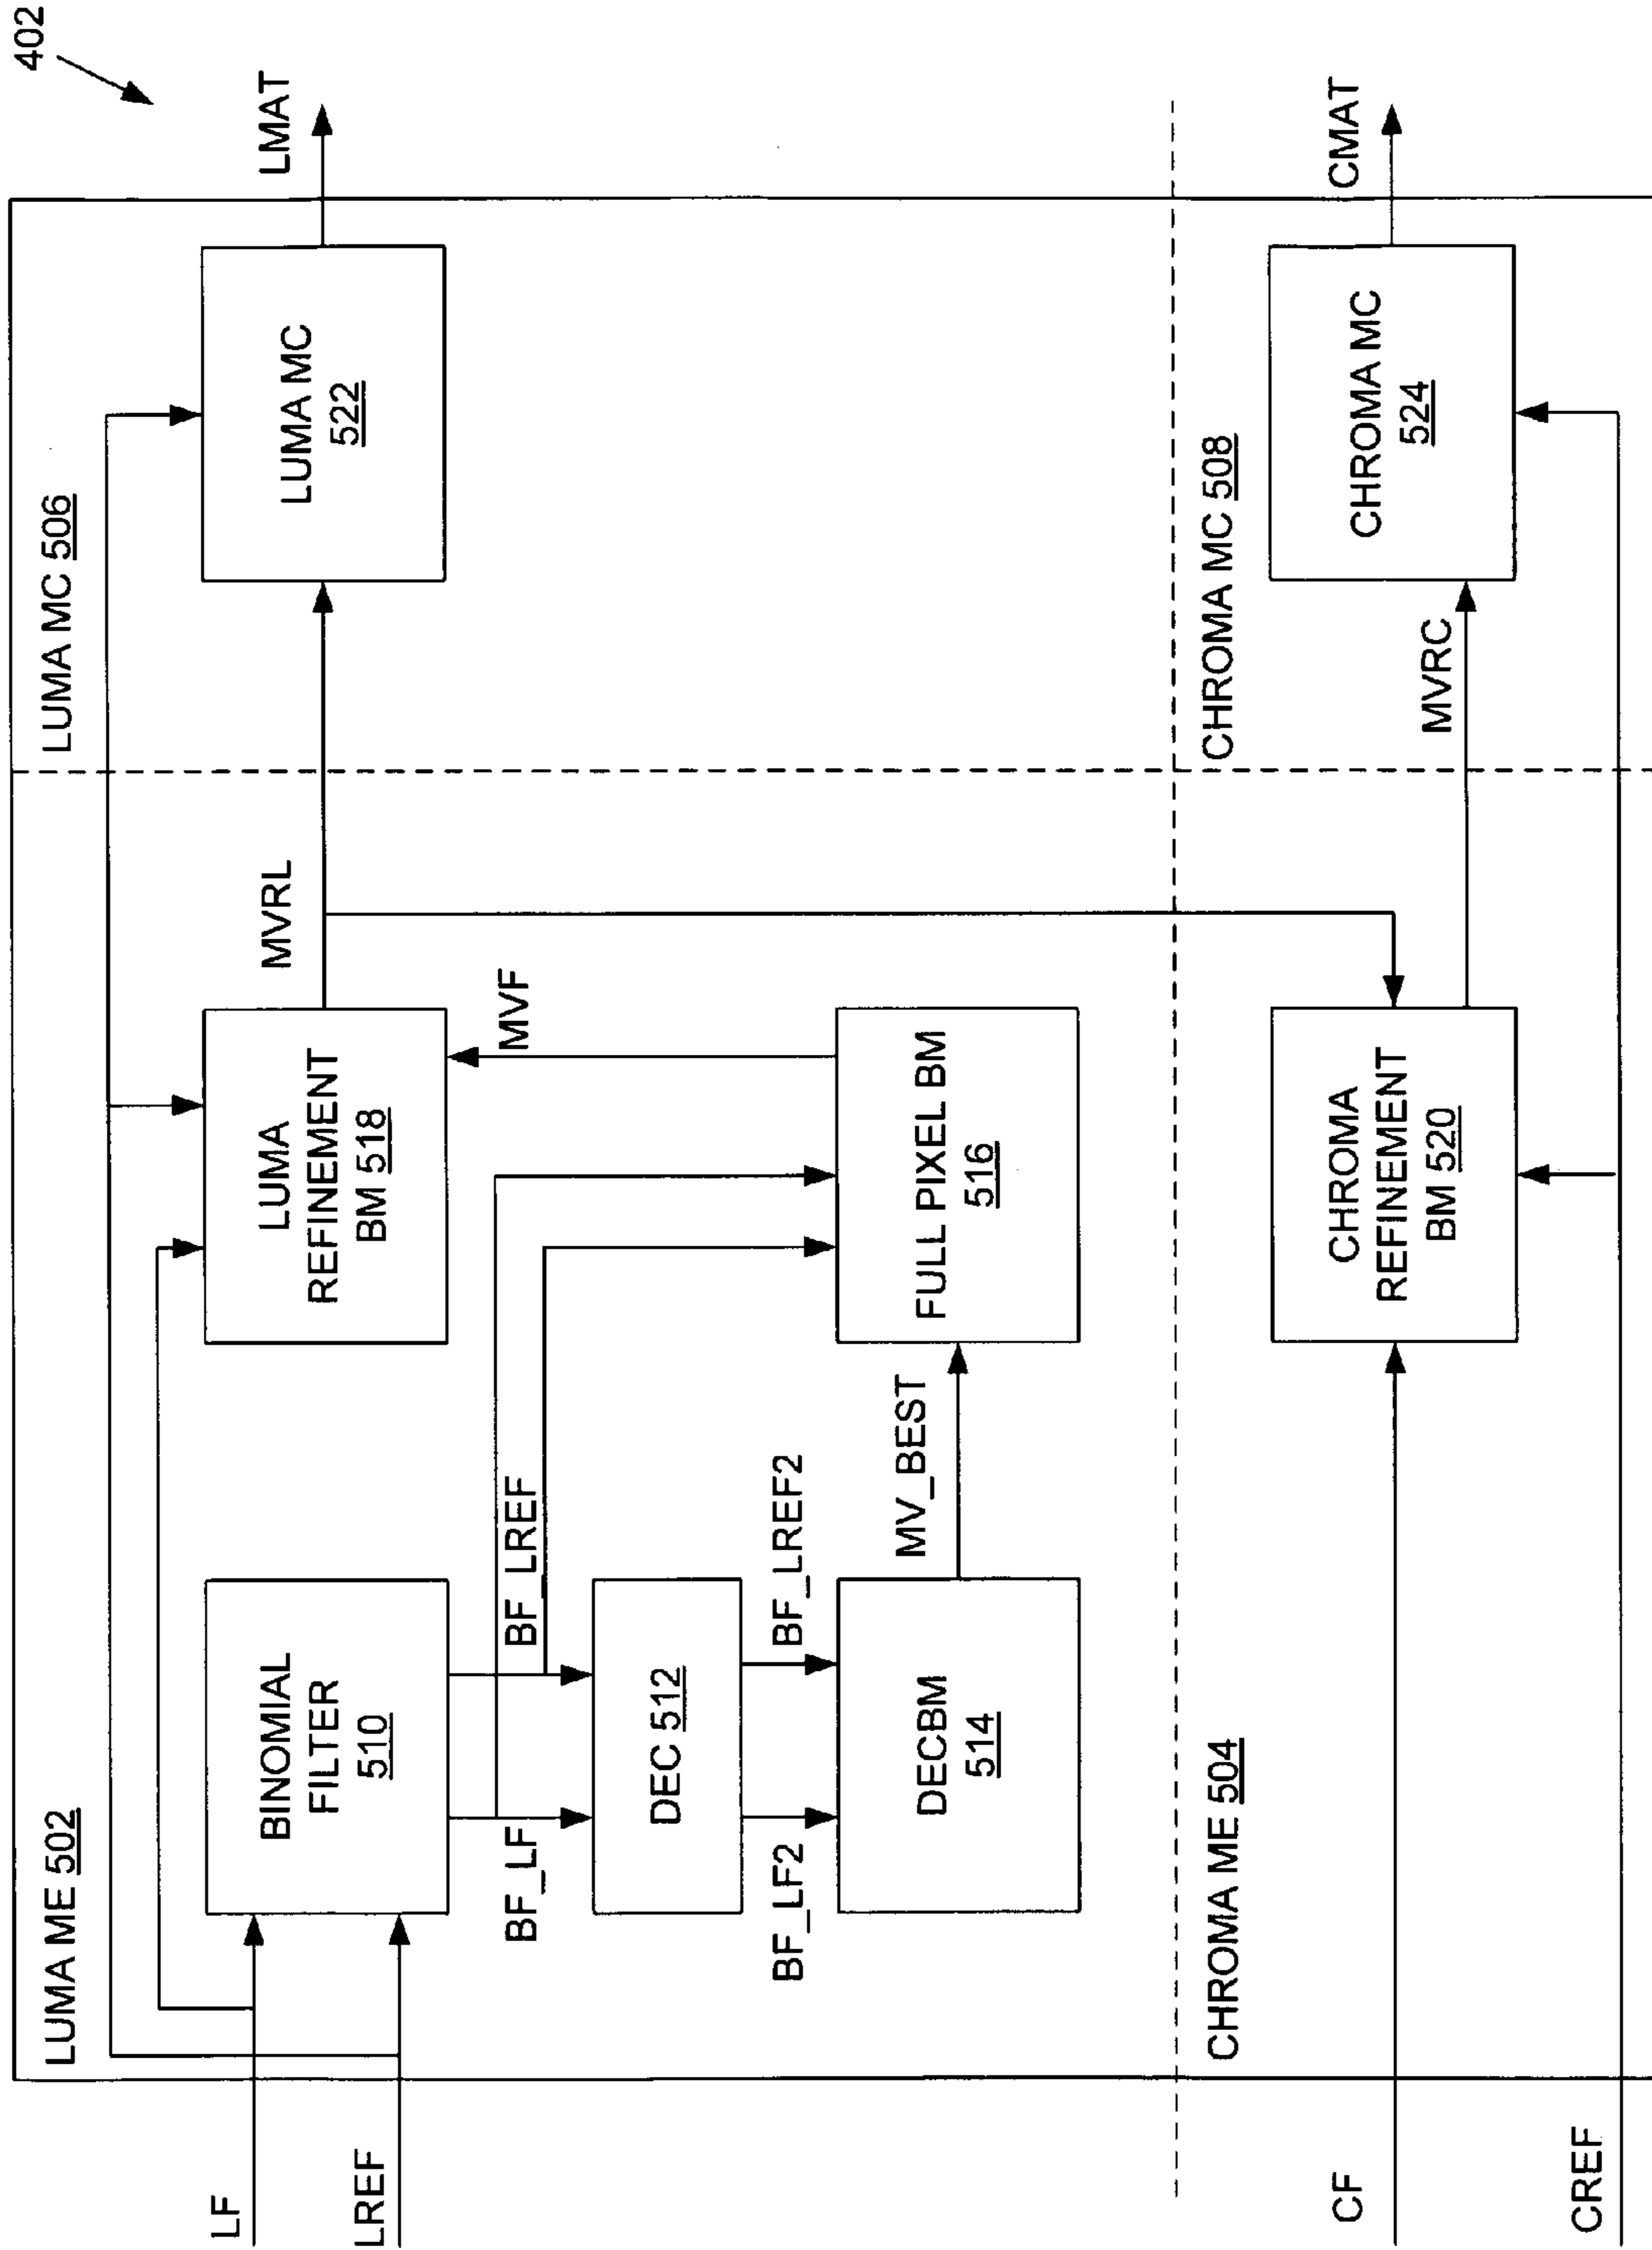 402
LUMA ME 502
LUMA MC 506
LF
LREF
BINOMIAL
FILTER
510
LUMA
REFINEMENT
BM 518
MVRL
LUMA MC
522
LMAT
BF_LF
BF_LREF
MVF
DEC 512
BF_LF2
BF_LREF2
DECBM
514
MV_BEST
FULL PIXEL BM
516
CHROMA ME 504
CHROMA MC 508
CF
CREF
CHROMA
REFINEMENT
BM 520
MVRC
CHROMA MC
524
CMAT